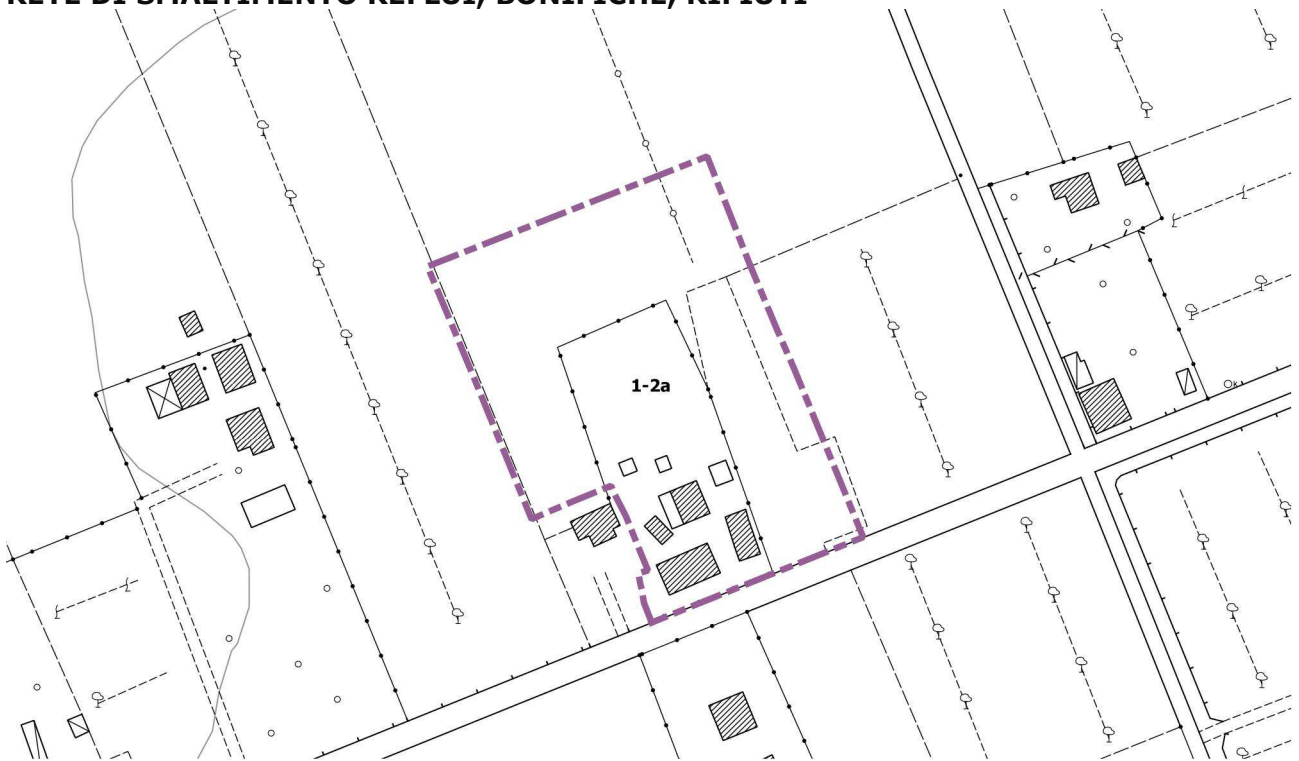 RETE DI SMALTIMENTO REFLUI, BONIFICHE, RIFIUTI
1-2a